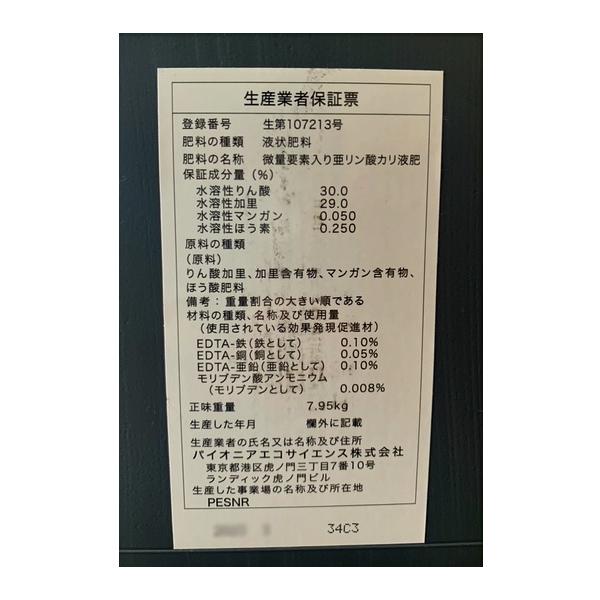 生産業者保証票
登録番号 生第107213号
肥料の種類 液状肥料
肥料の名称 微量要素入り亜リン酸カリ液肥
保証成分量（%）
水溶性りん酸 30.0
水溶性加里 29.0
水溶性マンガン 0.050
水溶性ほう素 0.250
原料の種類
（原料）
りん酸加里、加里含有物、マンガン含有物、
ほう酸肥料
備考：重量割合の大きい順である
材料の種類、名称及び使用量
（使用されている効果発現促進材）
EDTA-鉄（鉄として） 0.10%
EDTA-銅（銅として） 0.05%
EDTA-亜鉛（亜鉛として） 0.10%
モリブデン酸アンモニウム
（モリブデンとして） 0.008%
正味重量 7.95kg
生産した年月 欄外に記載
生産業者の氏名又は名称及び住所
パイオニアエコサイエンス株式会社
東京都港区虎ノ門三丁目7番10号
ランディック虎ノ門ビル
生産した事業場の名称及び所在地
PESNR
34C3